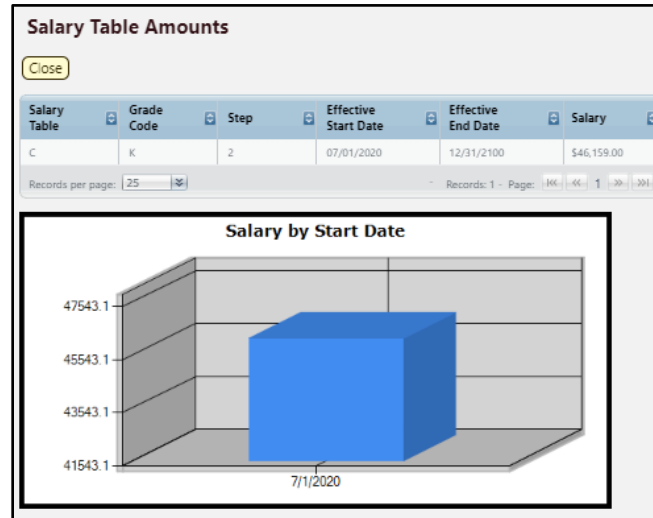 Salary Table Amounts
Close
Salary Table Grade Code Step Effective Start Date Effective End Date Salary
C K 2 07/01/2020 12/31/2100 $46,159.00
Records per page: 25 - Records: 1 - Page: 1
Salary by Start Date
47543.1
45543.1
43543.1
41543.1
7/1/2020